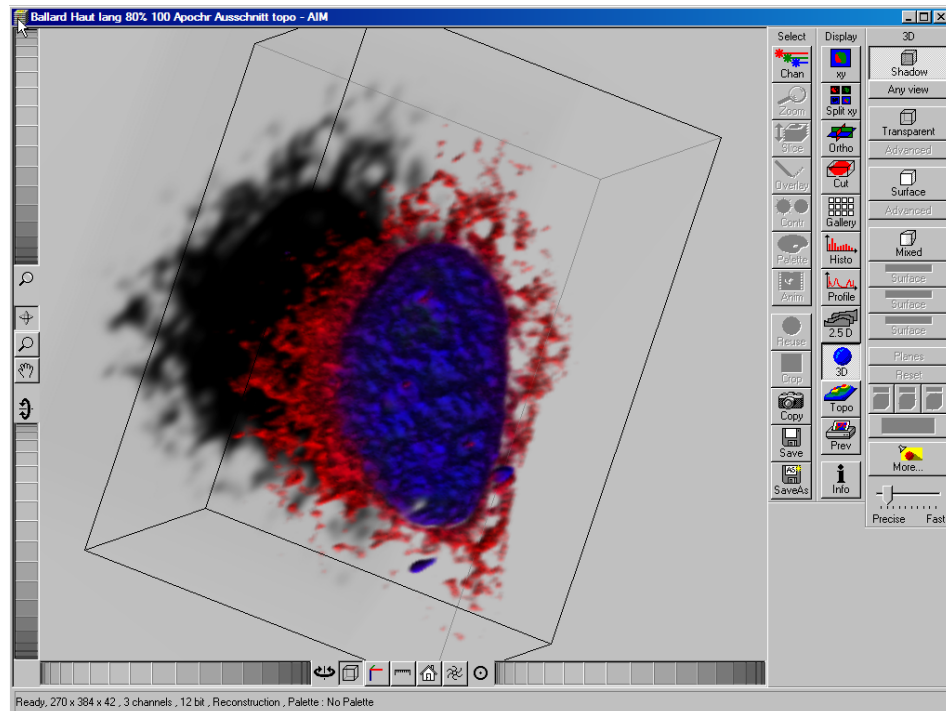 Ballard Haut lang 80% 100 Apochr Ausschnitt topo - AIM
Select
Chan
Zoom
Slice
Overlay
Contr
Palette
Anim
Reuse
Crop
Copy
Save
AS
SaveAs
Display
xy
Split xy
Ortho
Cut
Gallery
Histo
Profile
2.5 D
3D
Topo
Prev
Info
3D
Shadow
Any view
Transparent
Advanced
Surface
Advanced
Mixed
Surface
Surface
Surface
Planes
Reset
More...
Precise Fast
Ready, 270 x 384 x 42 , 3 channels , 12 bit , Reconstruction , Palette : No Palette